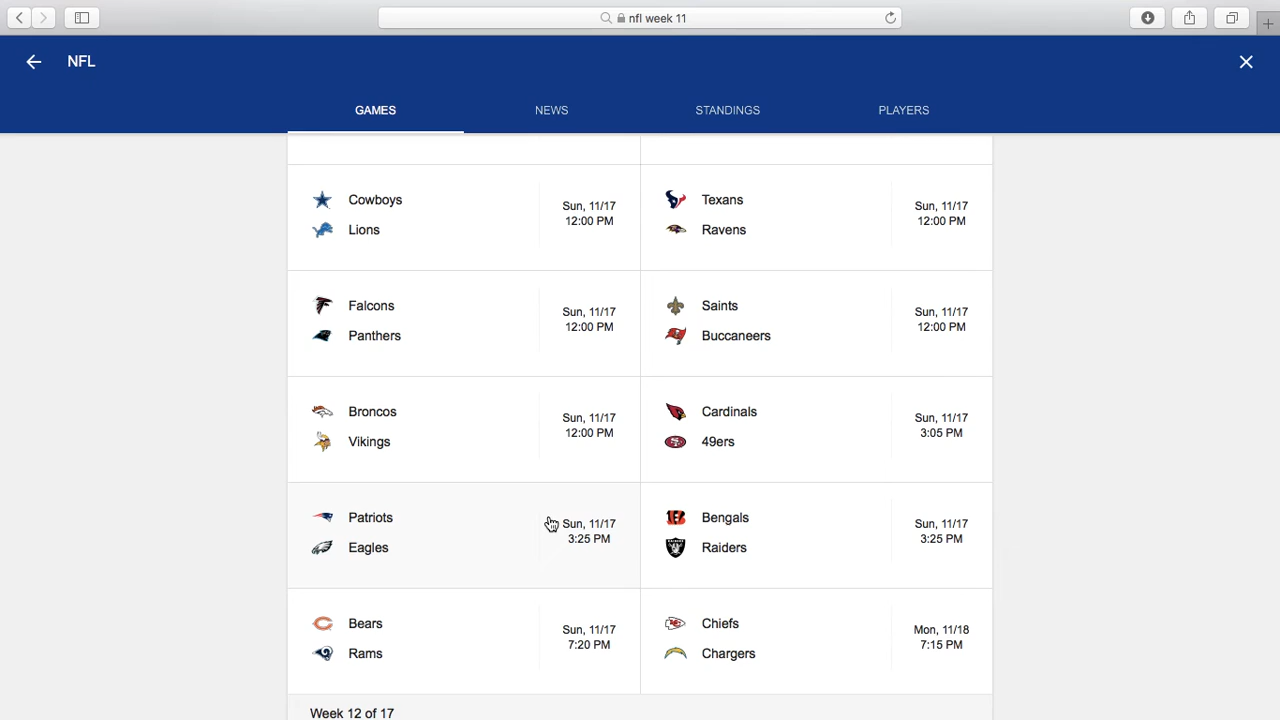 nfl week 11
NFL
GAMES
NEWS
STANDINGS
PLAYERS
Cowboys
Lions
Sun, 11/17
12:00 PM
Texans
Ravens
Sun, 11/17
12:00 PM
Falcons
Panthers
Sun, 11/17
12:00 PM
Saints
Buccaneers
Sun, 11/17
12:00 PM
Broncos
Vikings
Sun, 11/17
12:00 PM
Cardinals
49ers
Sun, 11/17
3:05 PM
Patriots
Eagles
Sun, 11/17
3:25 PM
Bengals
Raiders
Sun, 11/17
3:25 PM
Bears
Rams
Sun, 11/17
7:20 PM
Chiefs
Chargers
Mon, 11/18
7:15 PM
Week 12 of 17